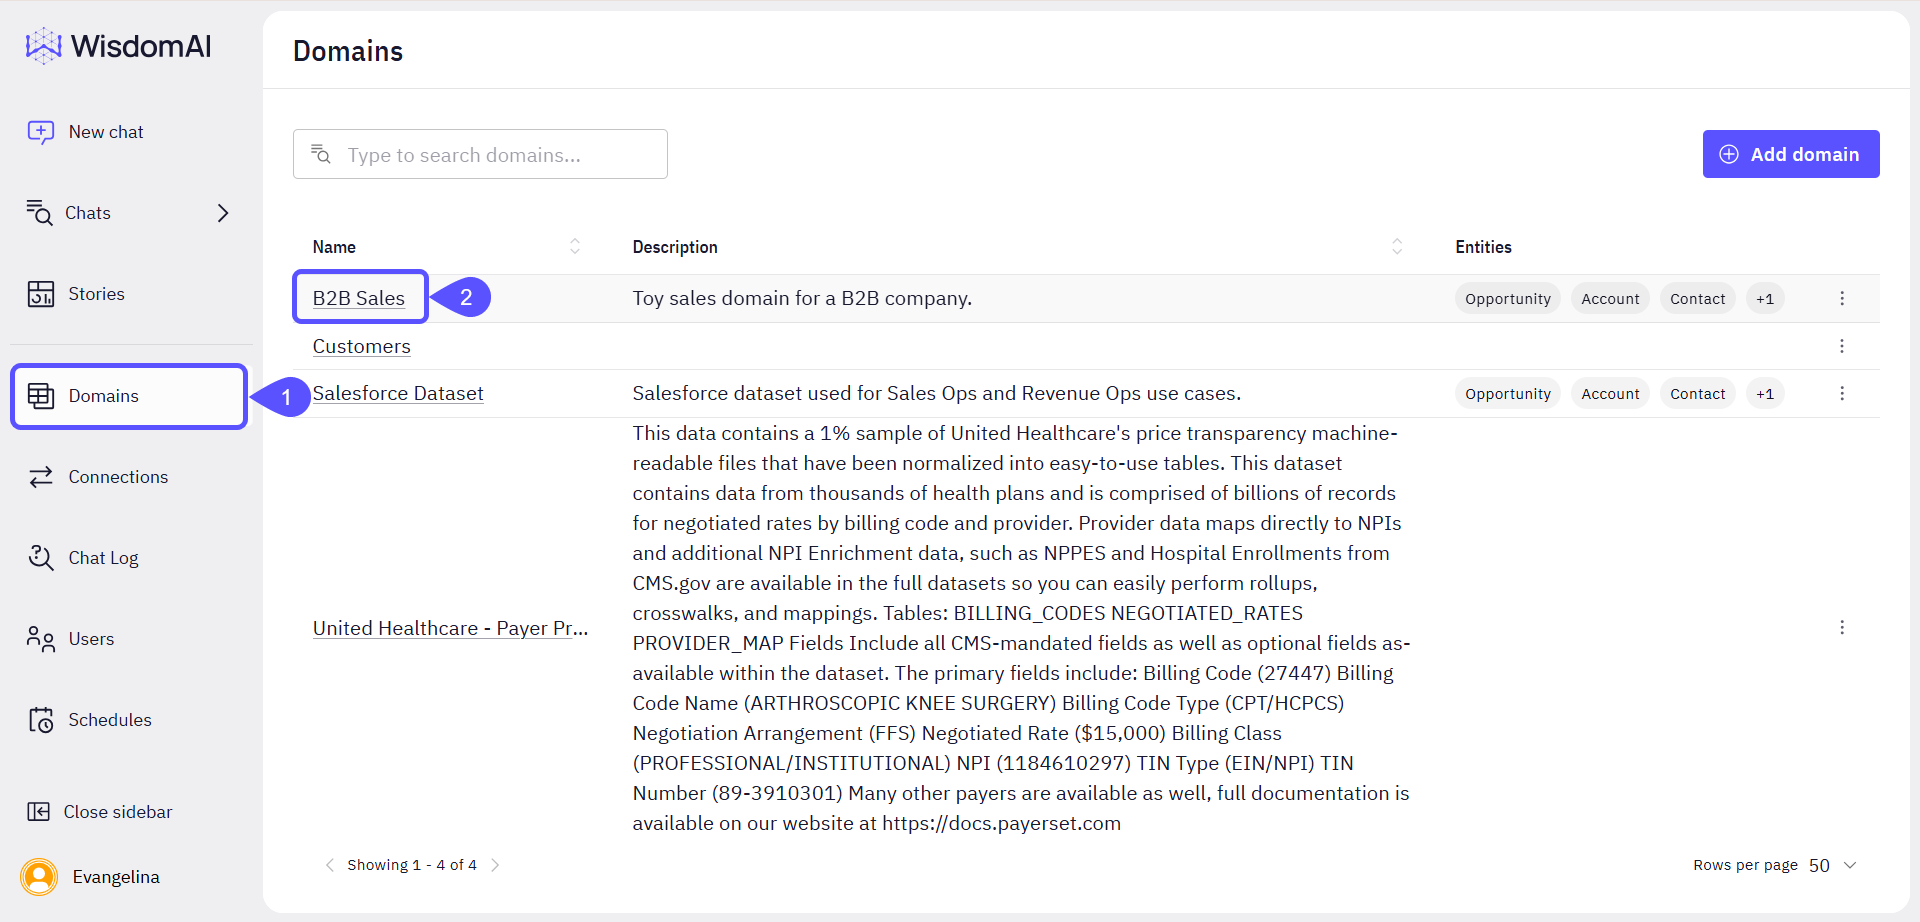 WisdomAI
New chat
Chats
Stories
Domains
1
Connections
Chat Log
Users
Schedules
Close sidebar
Evangelina
Domains
Type to search domains...
Add domain
Name
Description
Entities
B2B Sales
2
Toy sales domain for a B2B company.
Opportunity Account Contact +1
Customers
Salesforce Dataset
Salesforce dataset used for Sales Ops and Revenue Ops use cases.
Opportunity Account Contact +1
United Healthcare - Payer Pr...
This data contains a 1% sample of United Healthcare's price transparency machine-
readable files that have been normalized into easy-to-use tables. This dataset
contains data from thousands of health plans and is comprised of billions of records
for negotiated rates by billing code and provider. Provider data maps directly to NPIs
and additional NPI Enrichment data, such as NPPES and Hospital Enrollments from
CMS.gov are available in the full datasets so you can easily perform rollups,
crosswalks, and mappings. Tables: BILLING_CODES NEGOTIATED_RATES
PROVIDER_MAP Fields Include all CMS-mandated fields as well as optional fields as-
available within the dataset. The primary fields include: Billing Code (27447) Billing
Code Name (ARTHROSCOPIC KNEE SURGERY) Billing Code Type (CPT/HCPCS)
Negotiation Arrangement (FFS) Negotiated Rate ($15,000) Billing Class
(PROFESSIONAL/INSTITUTIONAL) NPI (1184610297) TIN Type (EIN/NPI) TIN
Number (89-3910301) Many other payers are available as well, full documentation is
available on our website at https://docs.payerset.com
Showing 1 - 4 of 4
Rows per page 50